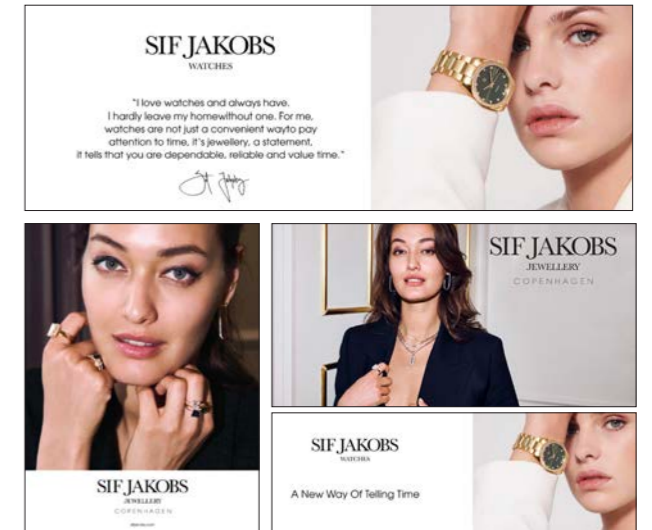 SIF JAKOBS
WATCHES
"I love watches and always have.
I hardly leave my homewithout one. For me,
watches are not just a convenient wayto pay
attention to time, it's jewellery, a statement,
it tells that you are dependable, reliable and value time."
SIF JAKOBS
JEWELLERY
COPENHAGEN
SIF JAKOBS
JEWELLERY
COPENHAGEN
SIF JAKOBS
WATCHES
A New Way Of Telling Time